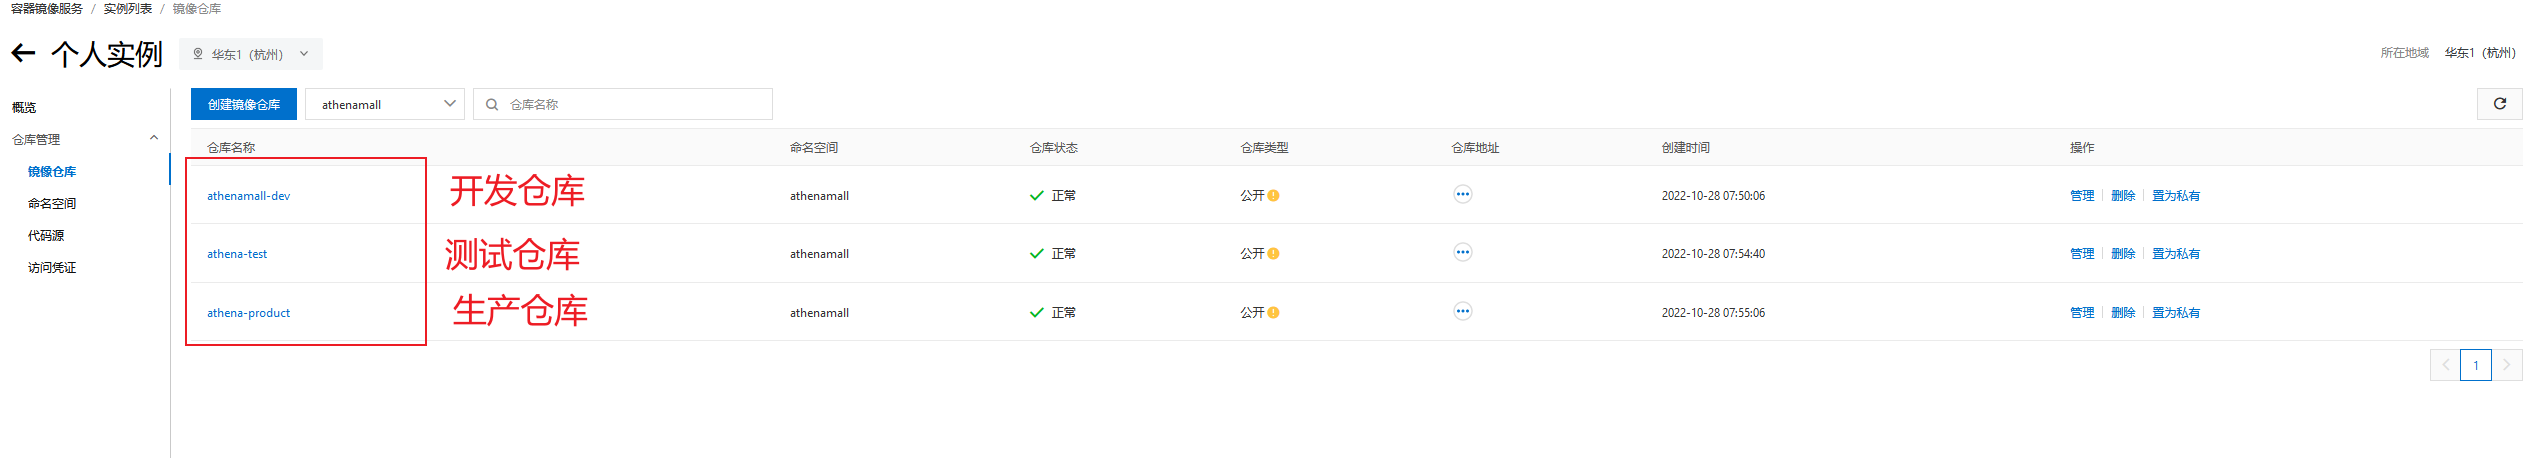 容器镜像服务 / 实例列表 / 镜像仓库
个人实例 华东1（杭州） 所在地域 华东1（杭州）
概览
仓库管理
镜像仓库
命名空间
代码源
访问凭证
创建镜像仓库 athenamall 仓库名称
仓库名称 命名空间 仓库状态 仓库类型 仓库地址 创建时间 操作
athenamall-dev 开发仓库 athenamall 正常 公开 2022-10-28 07:50:06 管理 删除 置为私有
athena-test 测试仓库 athenamall 正常 公开 2022-10-28 07:54:40 管理 删除 置为私有
athena-product 生产仓库 athenamall 正常 公开 2022-10-28 07:55:06 管理 删除 置为私有
1